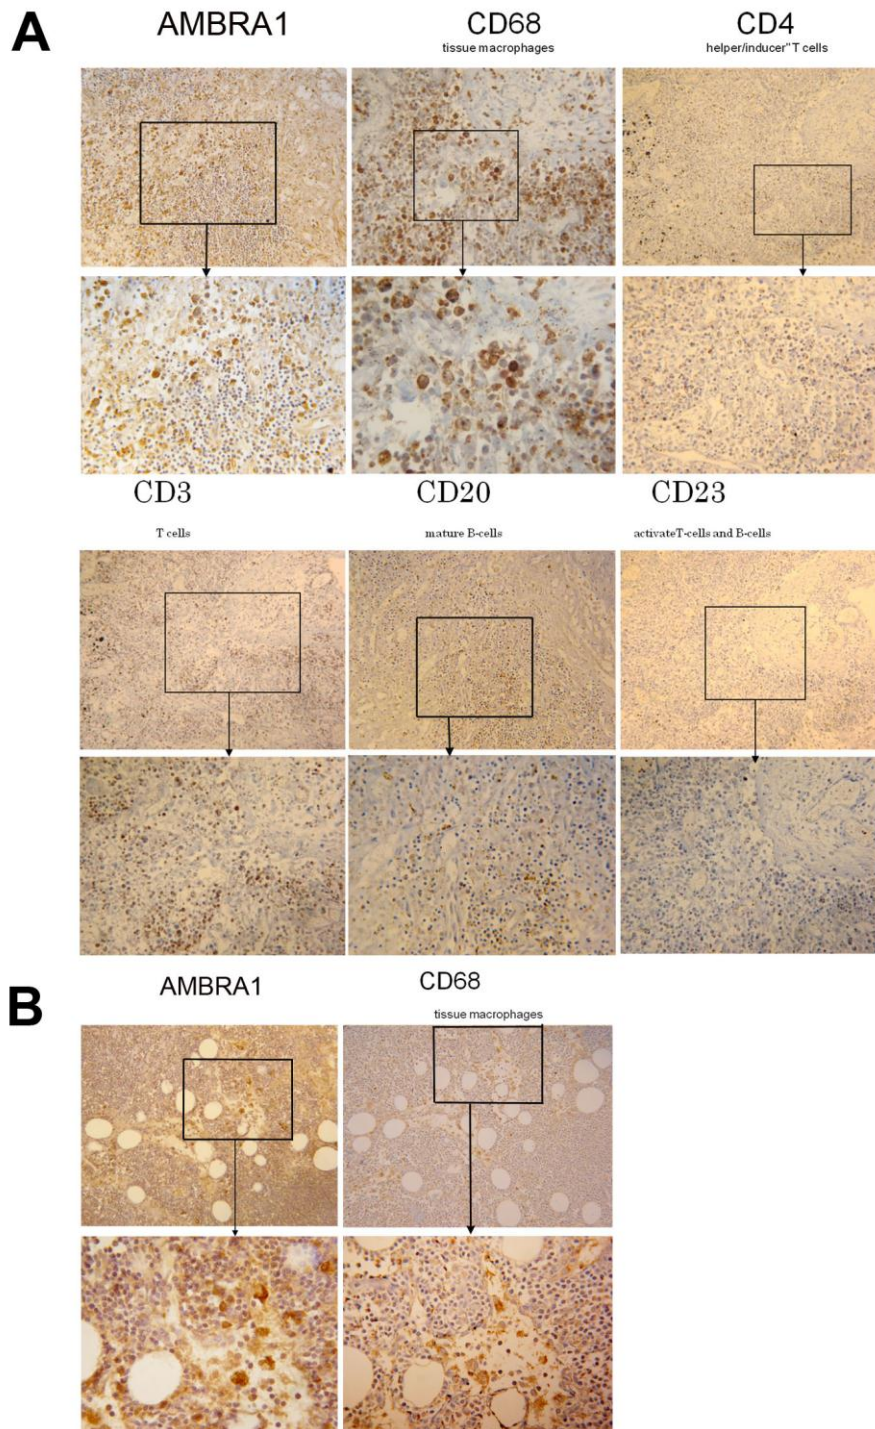 A
AMBRA1
CD68
CD4
tissue macrophages
helper/inducer" T cells
CD3
CD20
CD23
T cells
mature B-cells
activateT-cells and B-cells
B
AMBRA1
CD68
tissue macrophages